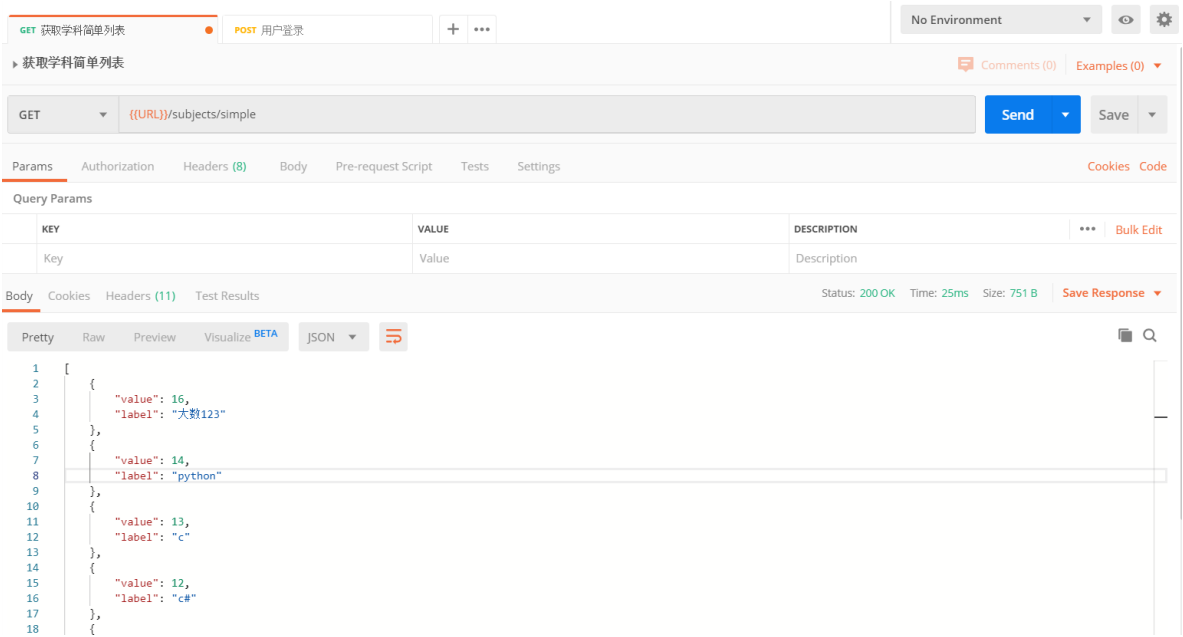 GET 获取学科简单列表 POST 用户登录 + ••• No Environment
获取学科简单列表 Comments (0) Examples (0)
GET {{URL}}/subjects/simple Send Save
Params Authorization Headers (8) Body Pre-request Script Tests Settings Cookies Code
Query Params
KEY VALUE DESCRIPTION ••• Bulk Edit
Key Value Description
Body Cookies Headers (11) Test Results Status: 200 OK Time: 25ms Size: 751 B Save Response
Pretty Raw Preview Visualize BETA JSON
1 [
2 {
3 "value": 16,
4 "label": "大数123"
5 },
6 {
7 "value": 14,
8 "label": "python"
9 },
10 {
11 "value": 13,
12 "label": "c"
13 },
14 {
15 "value": 12,
16 "label": "c#"
17 },
18 {